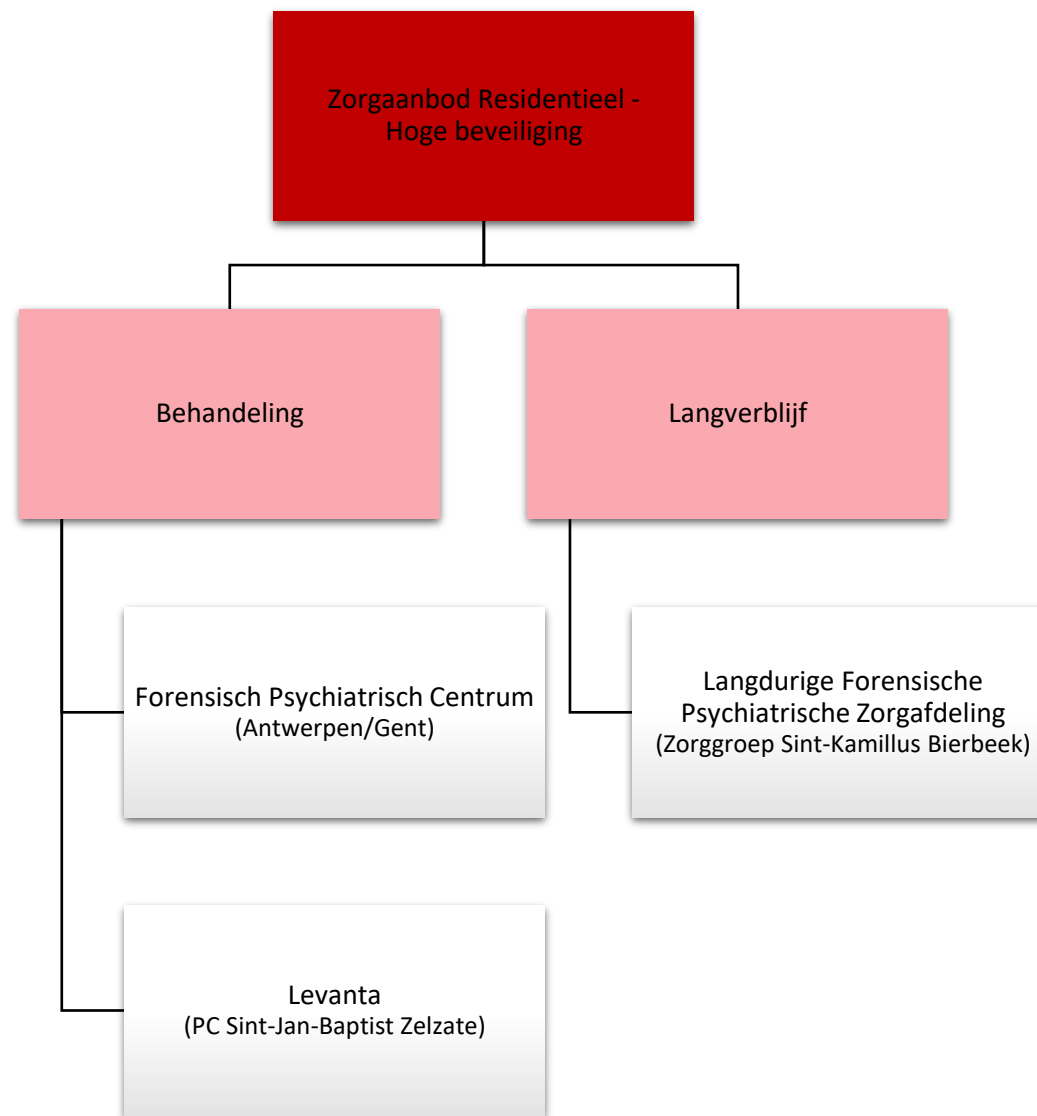 Zorgaanbod Residentieel -
Hoge beveiliging
Behandeling
Langverblijf
Forensisch Psychiatrisch Centrum
(Antwerpen/Gent)
Langdurige Forensische
Psychiatrische Zorgafdeling
(Zorggroep Sint-Kamillus Bierbeek)
Levanta
(PC Sint-Jan-Baptist Zelzate)